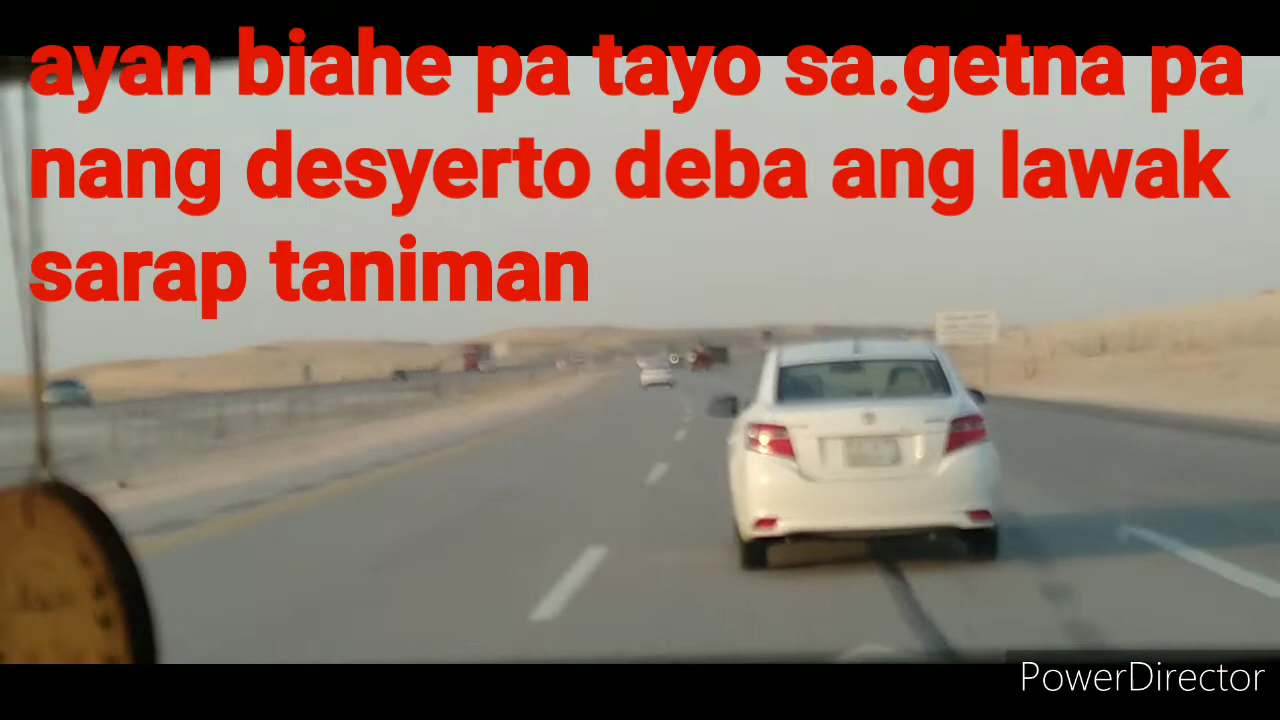 ayan biahe pa tayo sa.getna pa
nang desyerto deba ang lawak
sarap taniman
PowerDirector